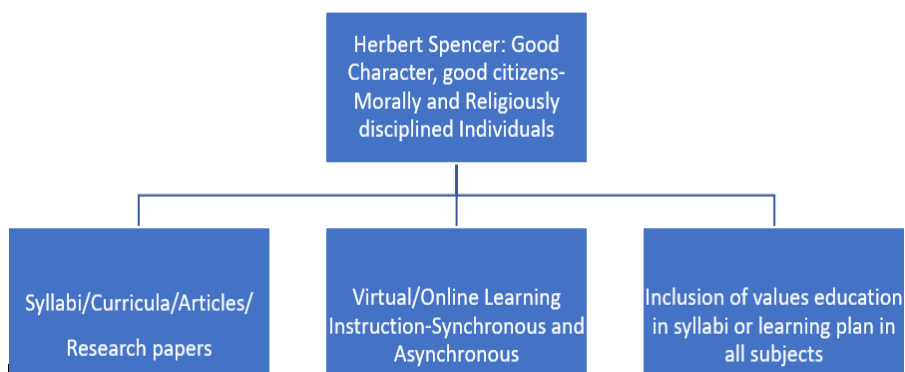 Herbert Spencer: Good
Character, good citizens-
Morally and Religiously
disciplined Individuals
Syllabi/Curricula/Articles/
Research papers
Virtual/Online Learning
Instruction-Synchronous and
Asynchronous
Inclusion of values education
in syllabi or learning plan in
all subjects